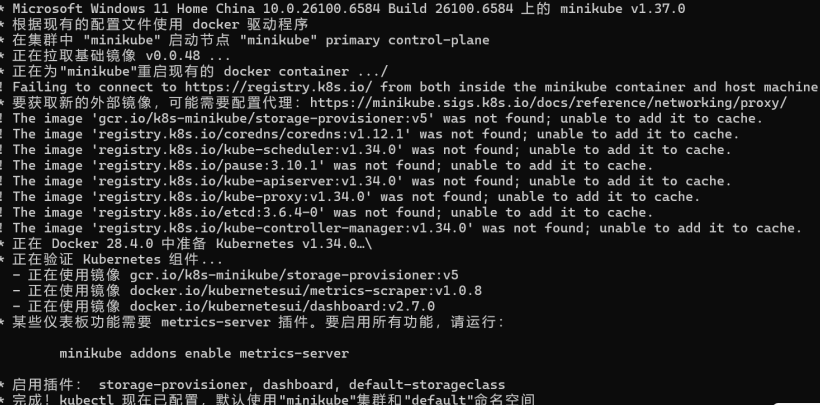 * Microsoft Windows 11 Home China 10.0.26100.6584 Build 26100.6584 上的 minikube v1.37.0
* 根据现有的配置文件使用 docker 驱动程序
* 在集群中 "minikube" 启动节点 "minikube" primary control-plane
* 正在拉取基础镜像 v0.0.48 ...
* 正在为"minikube"重启现有的 docker container .../
! Failing to connect to https://registry.k8s.io/ from both inside the minikube container and host machine
* 要获取新的外部镜像，可能需要配置代理：https://minikube.sigs.k8s.io/docs/reference/networking/proxy/
! The image 'gcr.io/k8s-minikube/storage-provisioner:v5' was not found; unable to add it to cache.
! The image 'registry.k8s.io/coredns/coredns:v1.12.1' was not found; unable to add it to cache.
! The image 'registry.k8s.io/kube-scheduler:v1.34.0' was not found; unable to add it to cache.
! The image 'registry.k8s.io/pause:3.10.1' was not found; unable to add it to cache.
! The image 'registry.k8s.io/kube-apiserver:v1.34.0' was not found; unable to add it to cache.
! The image 'registry.k8s.io/kube-proxy:v1.34.0' was not found; unable to add it to cache.
! The image 'registry.k8s.io/etcd:3.6.4-0' was not found; unable to add it to cache.
! The image 'registry.k8s.io/kube-controller-manager:v1.34.0' was not found; unable to add it to cache.
* 正在 Docker 28.4.0 中准备 Kubernetes v1.34.0…\
* 正在验证 Kubernetes 组件...
- 正在使用镜像 gcr.io/k8s-minikube/storage-provisioner:v5
- 正在使用镜像 docker.io/kubernetesui/metrics-scraper:v1.0.8
- 正在使用镜像 docker.io/kubernetesui/dashboard:v2.7.0
* 某些仪表板功能需要 metrics-server 插件。要启用所有功能，请运行：
minikube addons enable metrics-server
* 启用插件： storage-provisioner, dashboard, default-storageclass
* 完成！kubectl 现在已配置，默认使用"minikube"集群和"default"命名空间